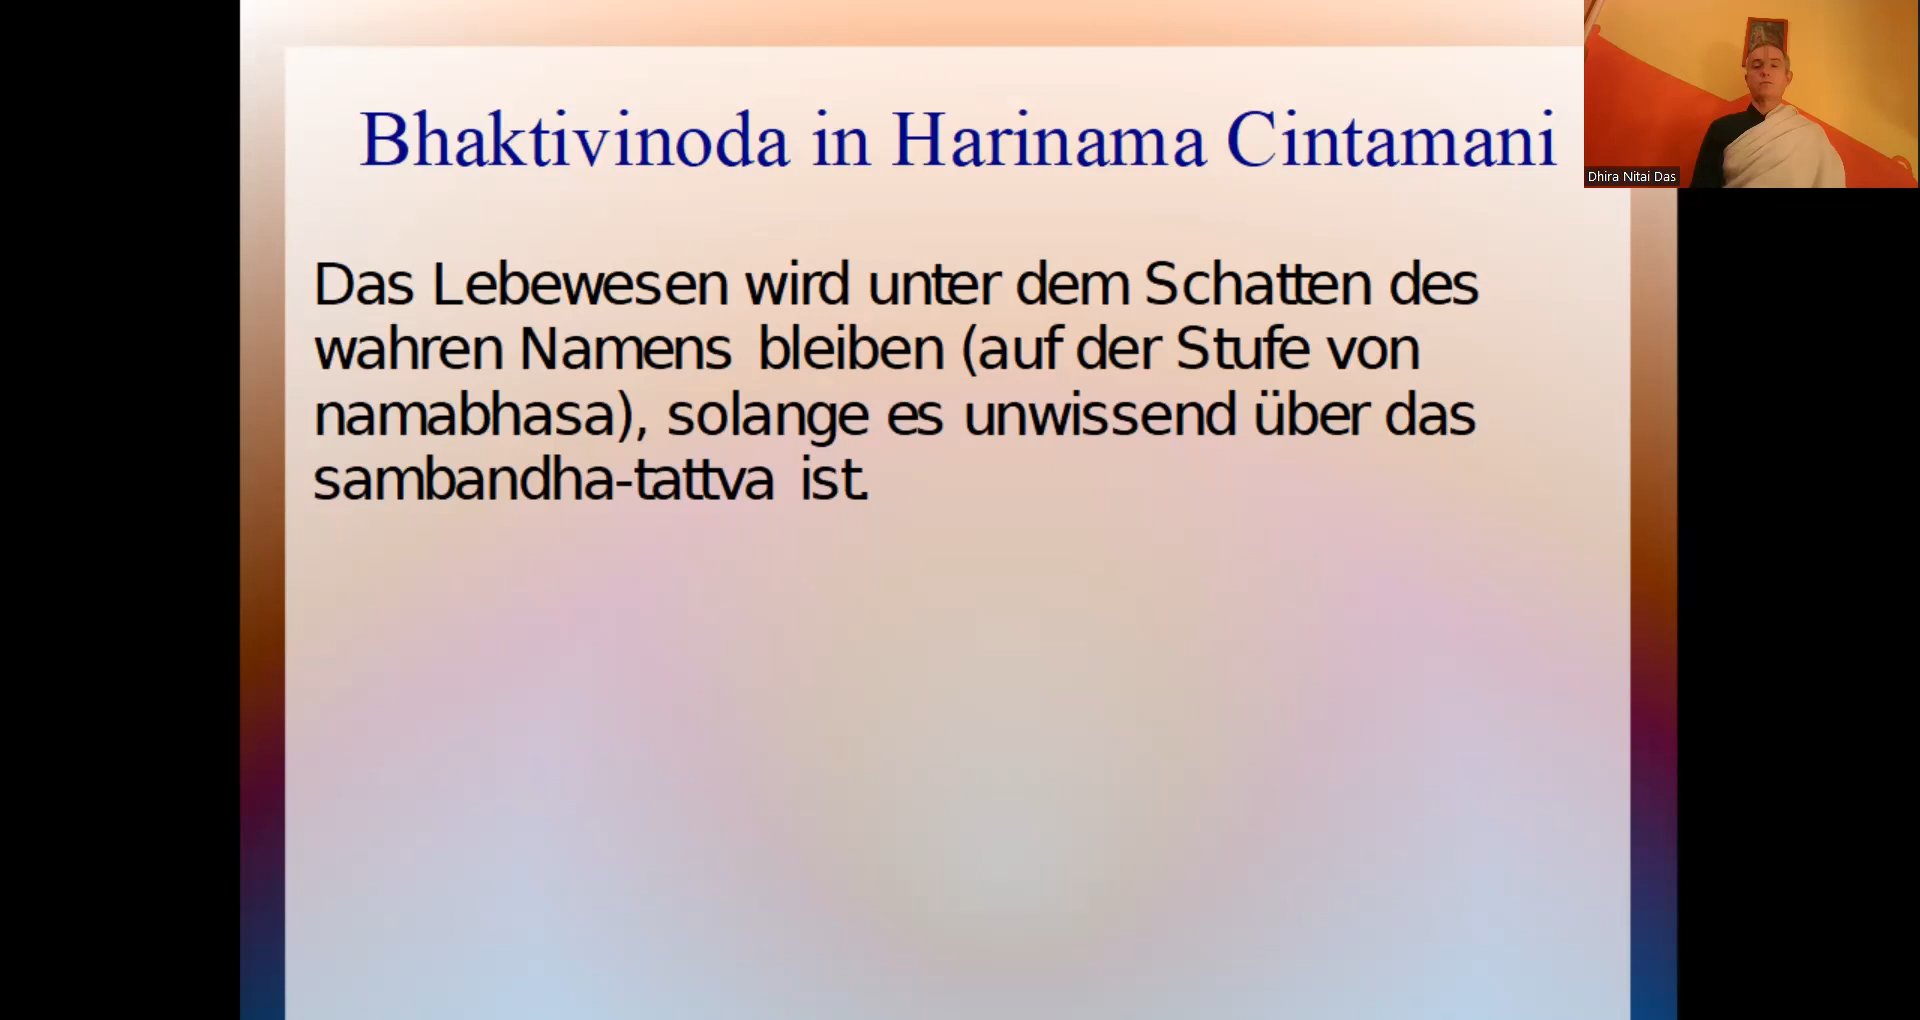 Bhaktivinoda in Harinama Cintamani
Das Lebewesen wird unter dem Schatten des
wahren Namens bleiben (auf der Stufe von
namabhasa), solange es unwissend über das
sambandha-tattva ist.
Dhira Nitai Das